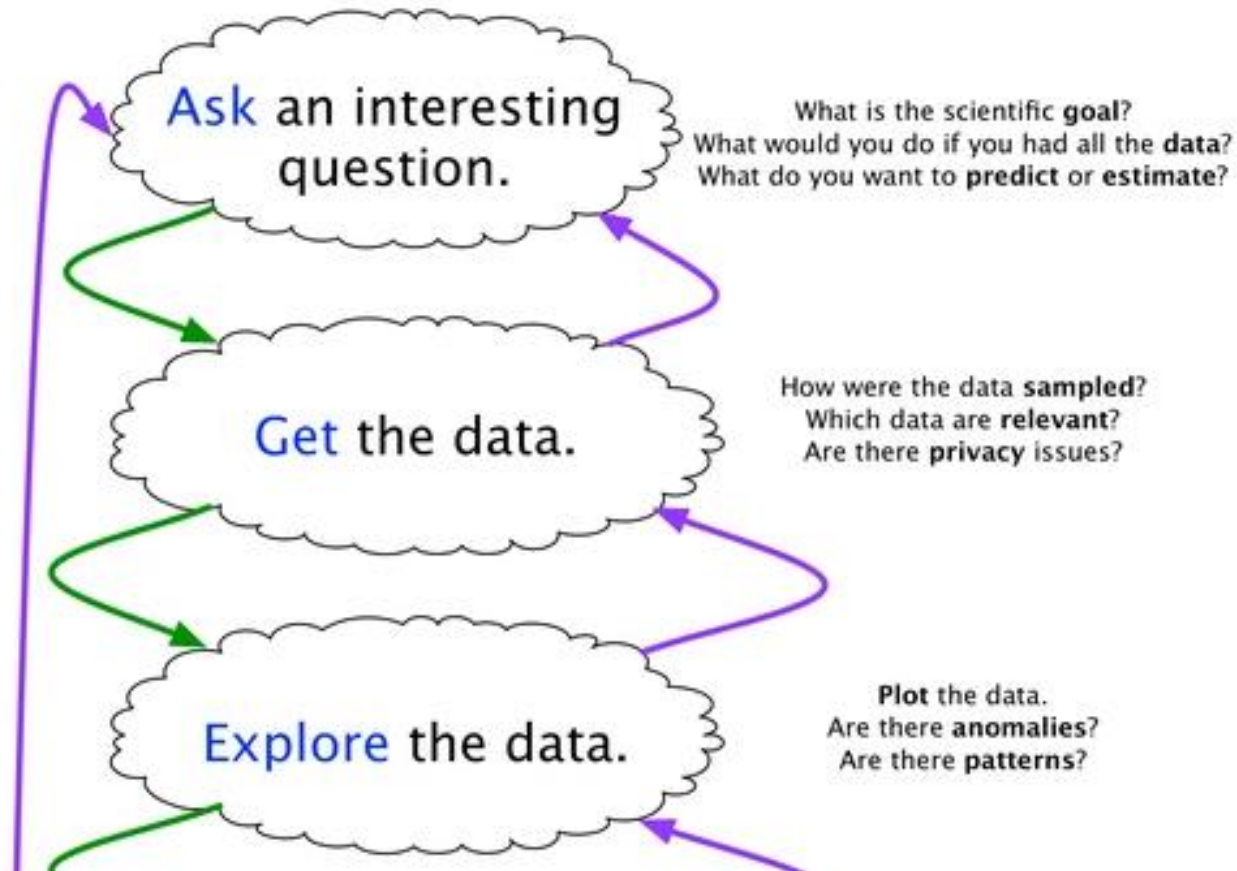 Ask an interesting
question.
What is the scientific goal?
What would you do if you had all the data?
What do you want to predict or estimate?
Get the data.
How were the data sampled?
Which data are relevant?
Are there privacy issues?
Explore the data.
Plot the data.
Are there anomalies?
Are there patterns?